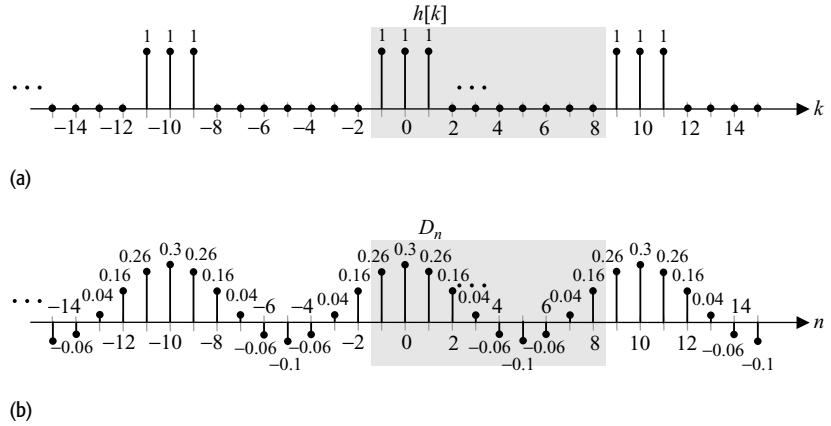 h[k]
1 1 1 1 1 1 1 1 1
... ...
−14 −12 −10 −8 −6 −4 −2 0 2 4 6 8 10 12 14 k
(a)
D_n
0.26 0.3 0.26 0.26 0.3 0.26 0.26 0.3 0.26
0.16 0.16 0.16 0.16 0.16 0.16
... ...
0.04 0.04 0.04 0.04 0.04 0.04
−14 −6 −4 4 6 14
−0.06 −12 −10 −8 −0.06 −0.06 −2 0 2 −0.06 −0.06 8 10 12 −0.06 n
−0.1 −0.1 −0.1
(b)